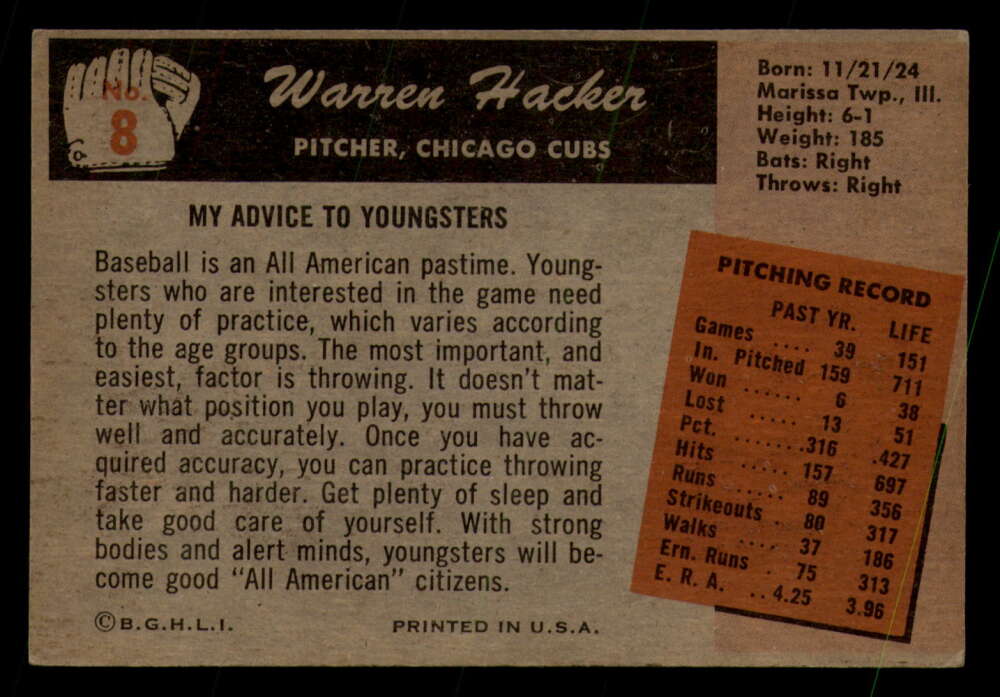 No.
8
Warren Hacker
PITCHER, CHICAGO CUBS
Born: 11/21/24
Marissa Twp., Ill.
Height: 6-1
Weight: 185
Bats: Right
Throws: Right
MY ADVICE TO YOUNGSTERS
Baseball is an All American pastime. Young-
sters who are interested in the game need
plenty of practice, which varies according
to the age groups. The most important, and
easiest, factor is throwing. It doesn't mat-
ter what position you play, you must throw
well and accurately. Once you have ac-
quired accuracy, you can practice throwing
faster and harder. Get plenty of sleep and
take good care of yourself. With strong
bodies and alert minds, youngsters will be-
come good "All American" citizens.
©B.G.H.L.I.
PRINTED IN U.S.A.
PITCHING RECORD
PAST YR. LIFE
Games .... 39 151
In. Pitched 159 711
Won ...... 6 38
Lost ..... 13 51
Pct. .......316 .427
Hits ..... 157 697
Runs ..... 89 356
Strikeouts . 80 317
Walks .... 37 186
Ern. Runs . 75 313
E. R. A. ..4.25 3.96